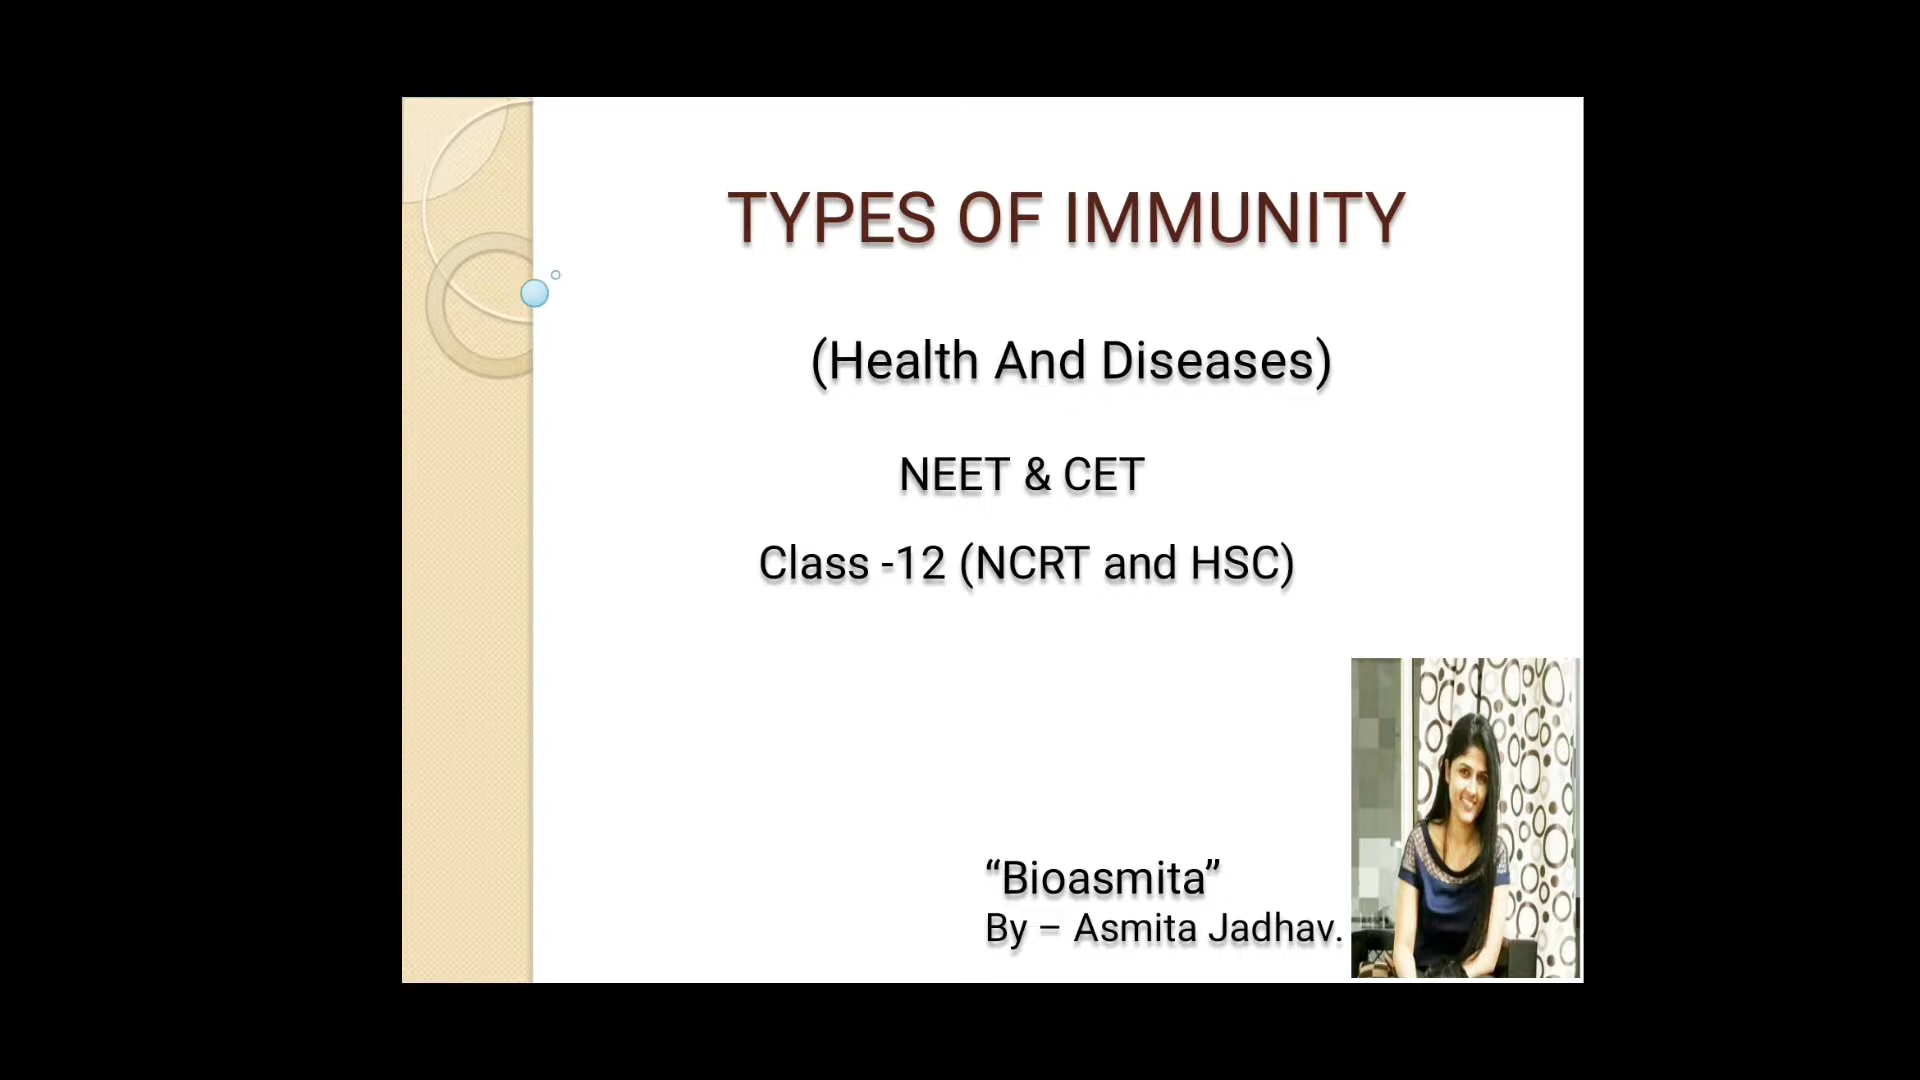 TYPES OF IMMUNITY
(Health And Diseases)
NEET & CET
Class -12 (NCRT and HSC)
“Bioasmita”
By – Asmita Jadhav.